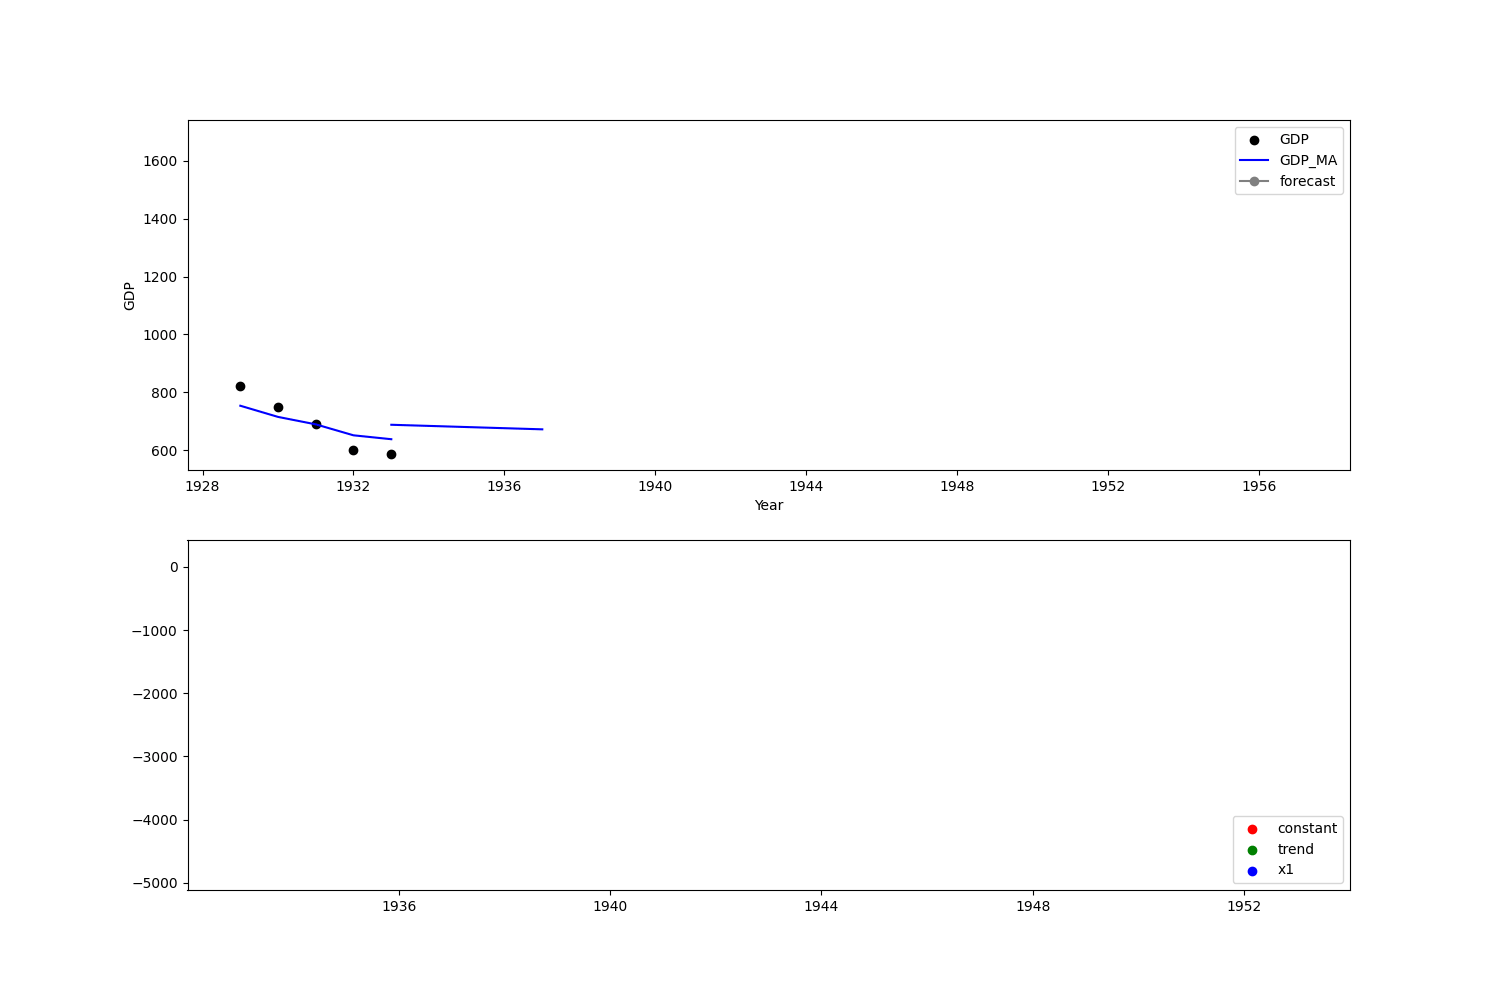 GDP
GDP_MA
forecast
1600
1400
1200
1000
800
600
GDP
1928 1932 1936 1940 1944 1948 1952 1956
Year
0
−1000
−2000
−3000
−4000
−5000
constant
trend
x1
1936 1940 1944 1948 1952